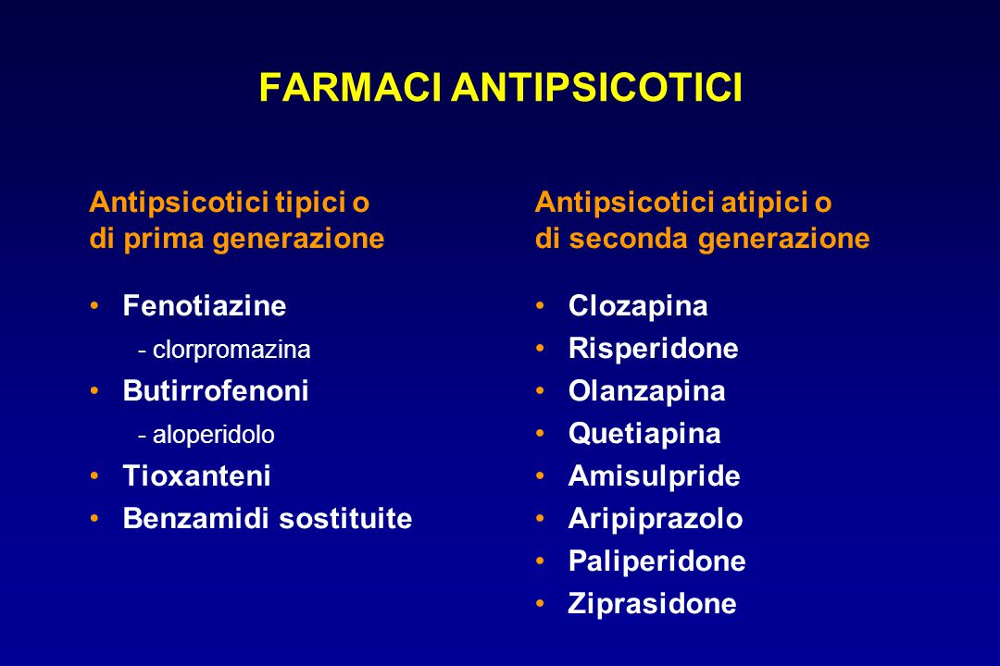 FARMACI ANTIPSICOTICI
Antipsicotici tipici o
di prima generazione
• Fenotiazine
- clorpromazina
• Butirrofenoni
- aloperidolo
• Tioxanteni
• Benzamidi sostituite
Antipsicotici atipici o
di seconda generazione
• Clozapina
• Risperidone
• Olanzapina
• Quetiapina
• Amisulpride
• Aripiprazolo
• Paliperidone
• Ziprasidone